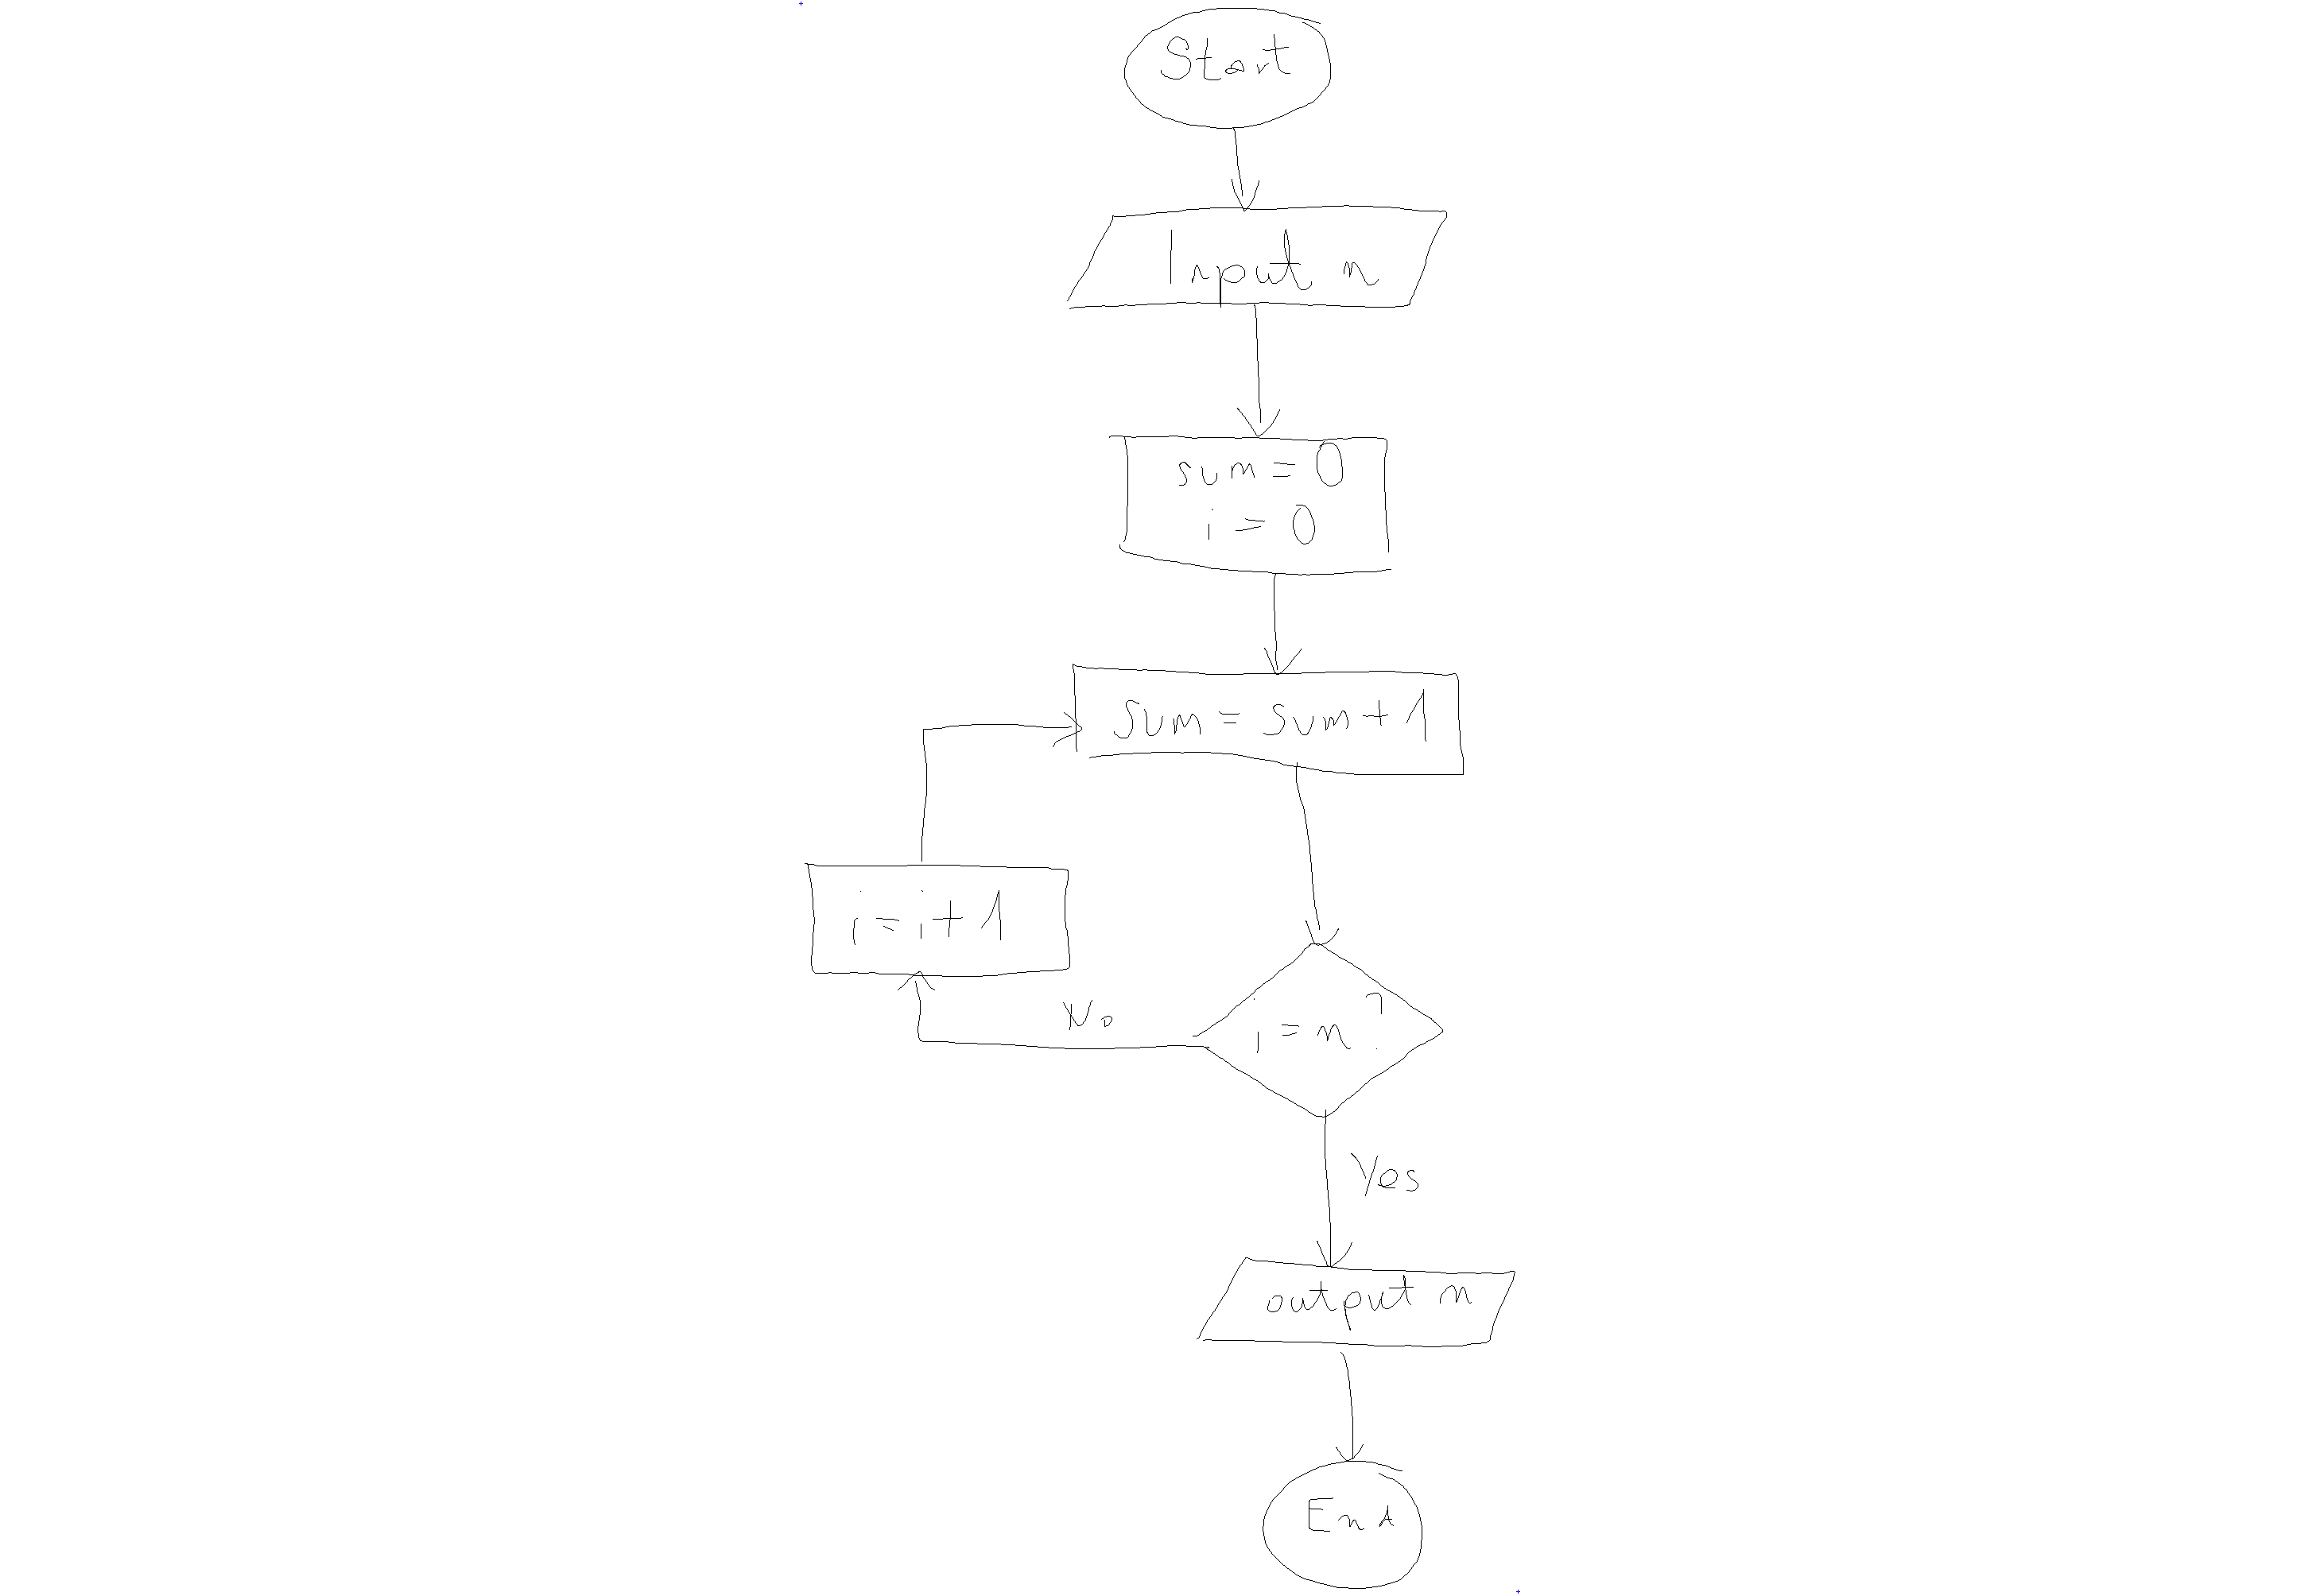 Start
Input n
sum = 0
i = 0
sum = sum + 1
i = i + 1
No
i = n ?
Yes
output n
End